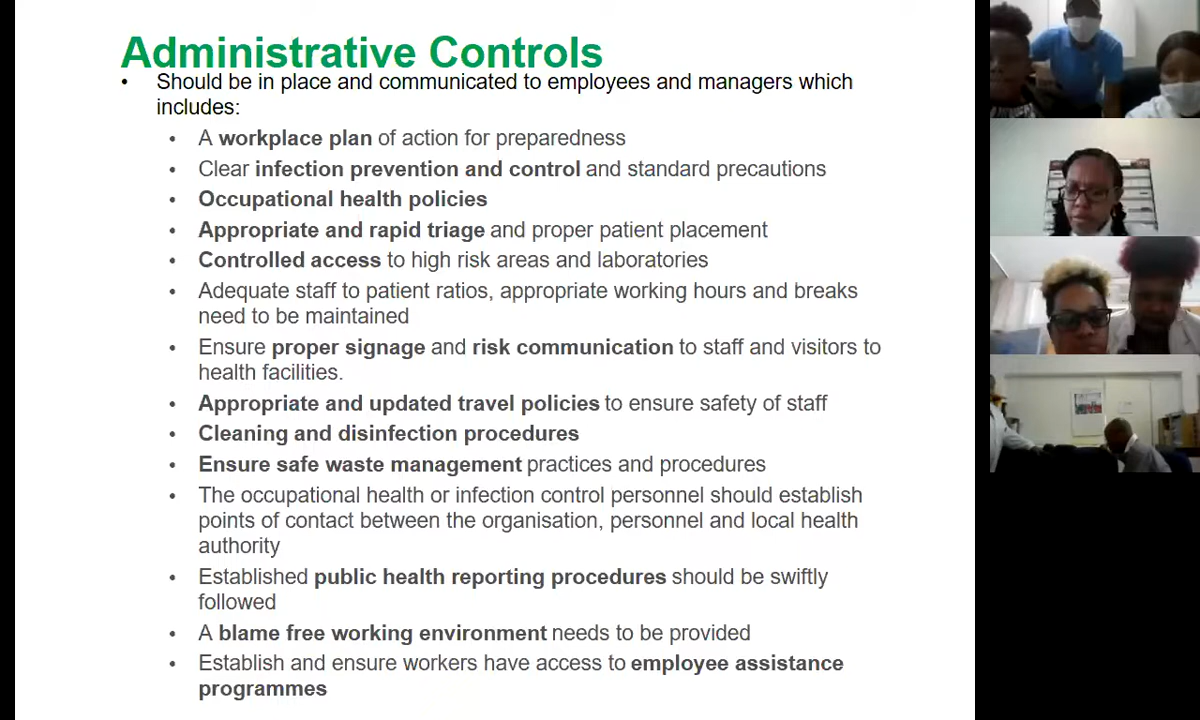 Administrative Controls
• Should be in place and communicated to employees and managers which
includes:
• A workplace plan of action for preparedness
• Clear infection prevention and control and standard precautions
• Occupational health policies
• Appropriate and rapid triage and proper patient placement
• Controlled access to high risk areas and laboratories
• Adequate staff to patient ratios, appropriate working hours and breaks
need to be maintained
• Ensure proper signage and risk communication to staff and visitors to
health facilities.
• Appropriate and updated travel policies to ensure safety of staff
• Cleaning and disinfection procedures
• Ensure safe waste management practices and procedures
• The occupational health or infection control personnel should establish
points of contact between the organisation, personnel and local health
authority
• Established public health reporting procedures should be swiftly
followed
• A blame free working environment needs to be provided
• Establish and ensure workers have access to employee assistance
programmes